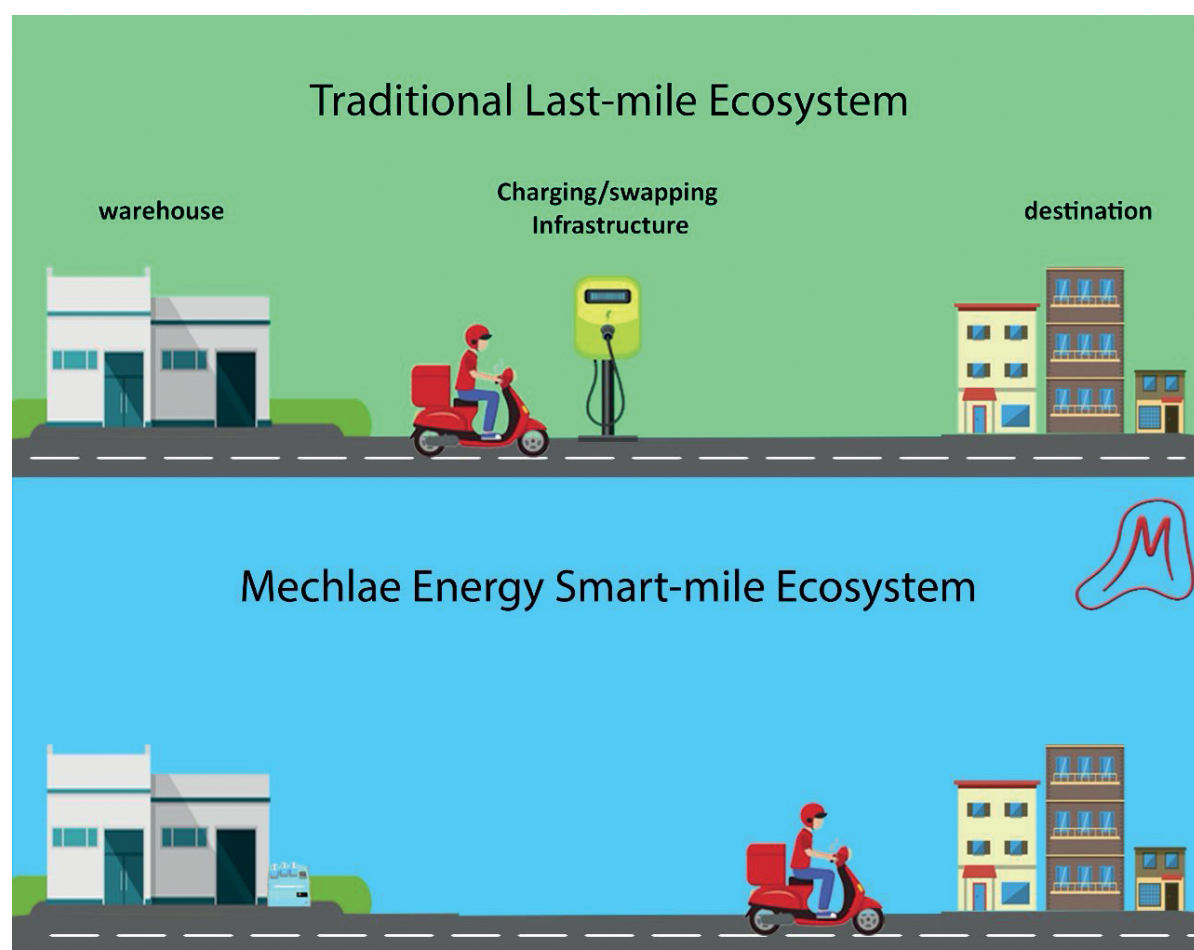 Traditional Last-mile Ecosystem
warehouse
Charging/swapping
Infrastructure
destination
M
Mechlae Energy Smart-mile Ecosystem